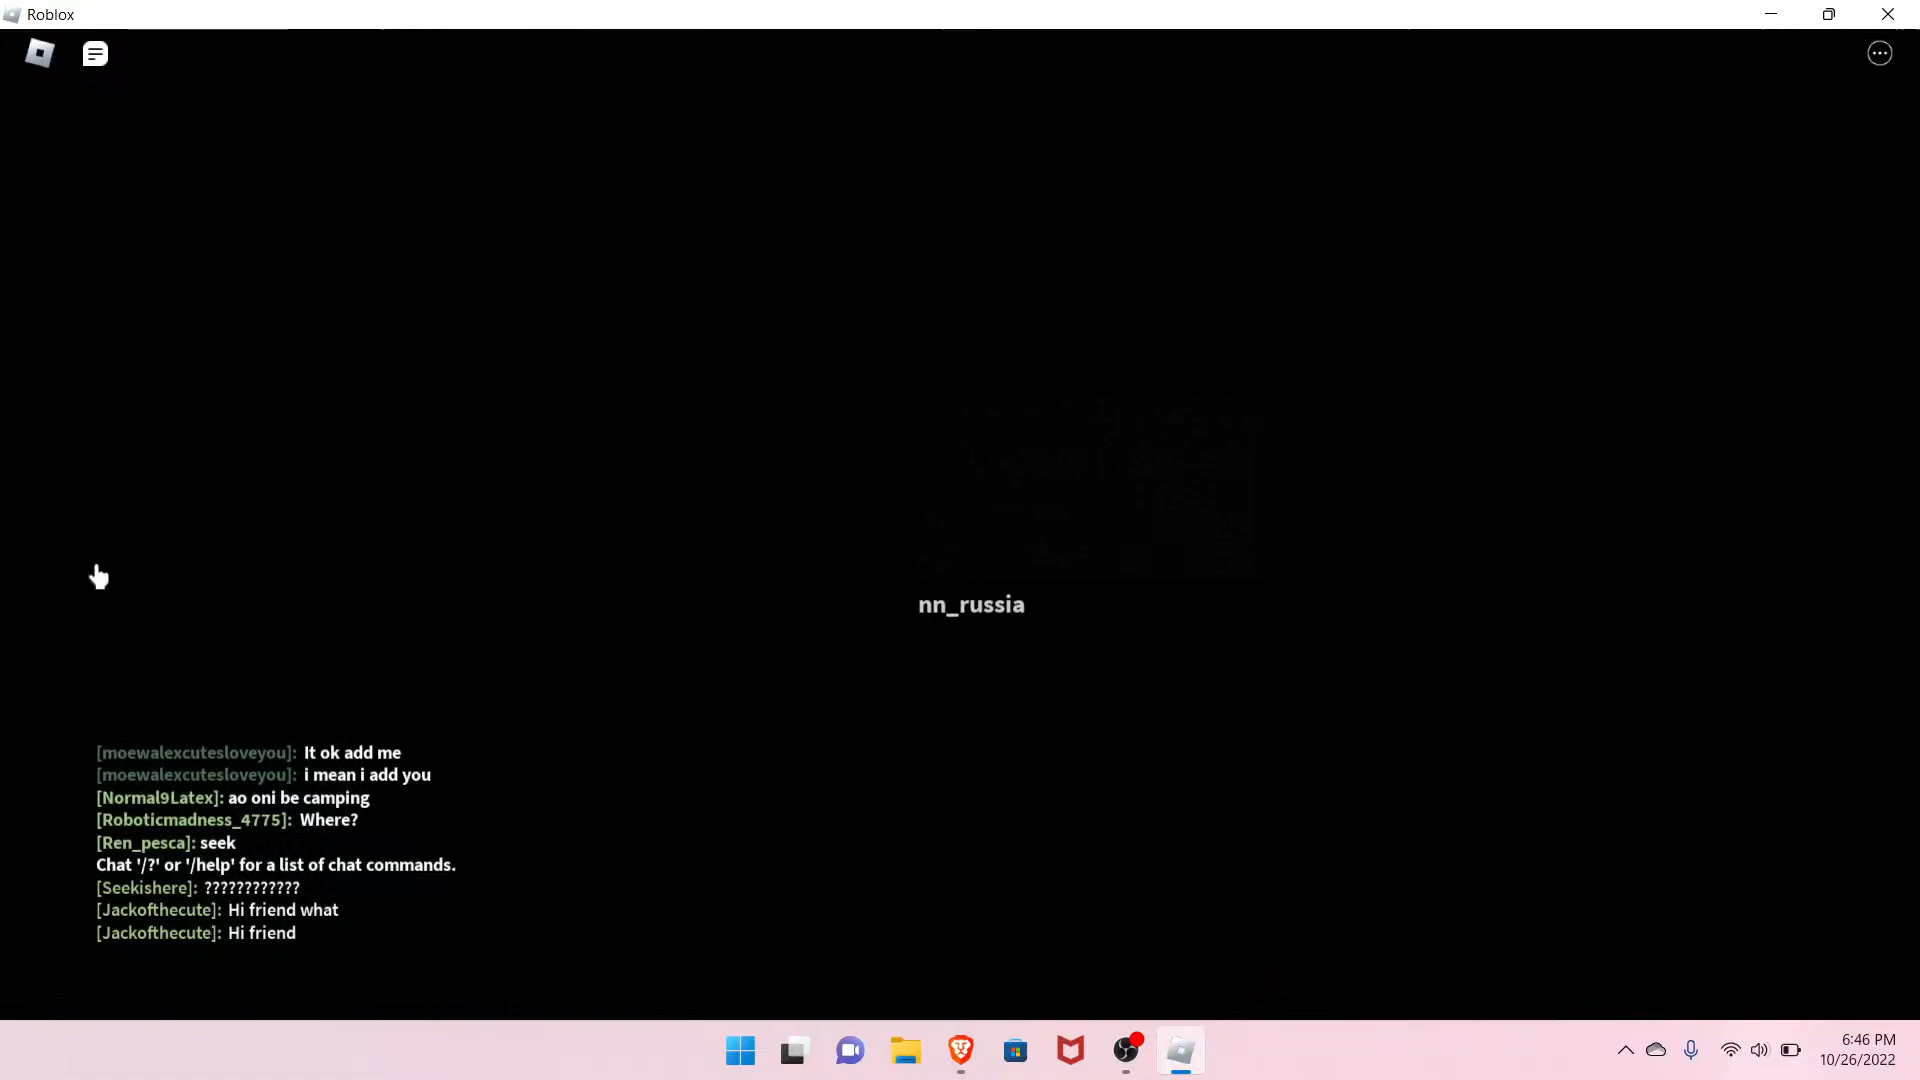 Roblox
nn_russia
[moewalexcutesloveyou]: It ok add me
[moewalexcutesloveyou]: i mean i add you
[Normal9Latex]: ao oni be camping
[Roboticmadness_4775]: Where?
[Ren_pesca]: seek
Chat '/?' or '/help' for a list of chat commands.
[Seekishere]: ????????????
[Jackofthecute]: Hi friend what
[Jackofthecute]: Hi friend
6:46 PM
10/26/2022